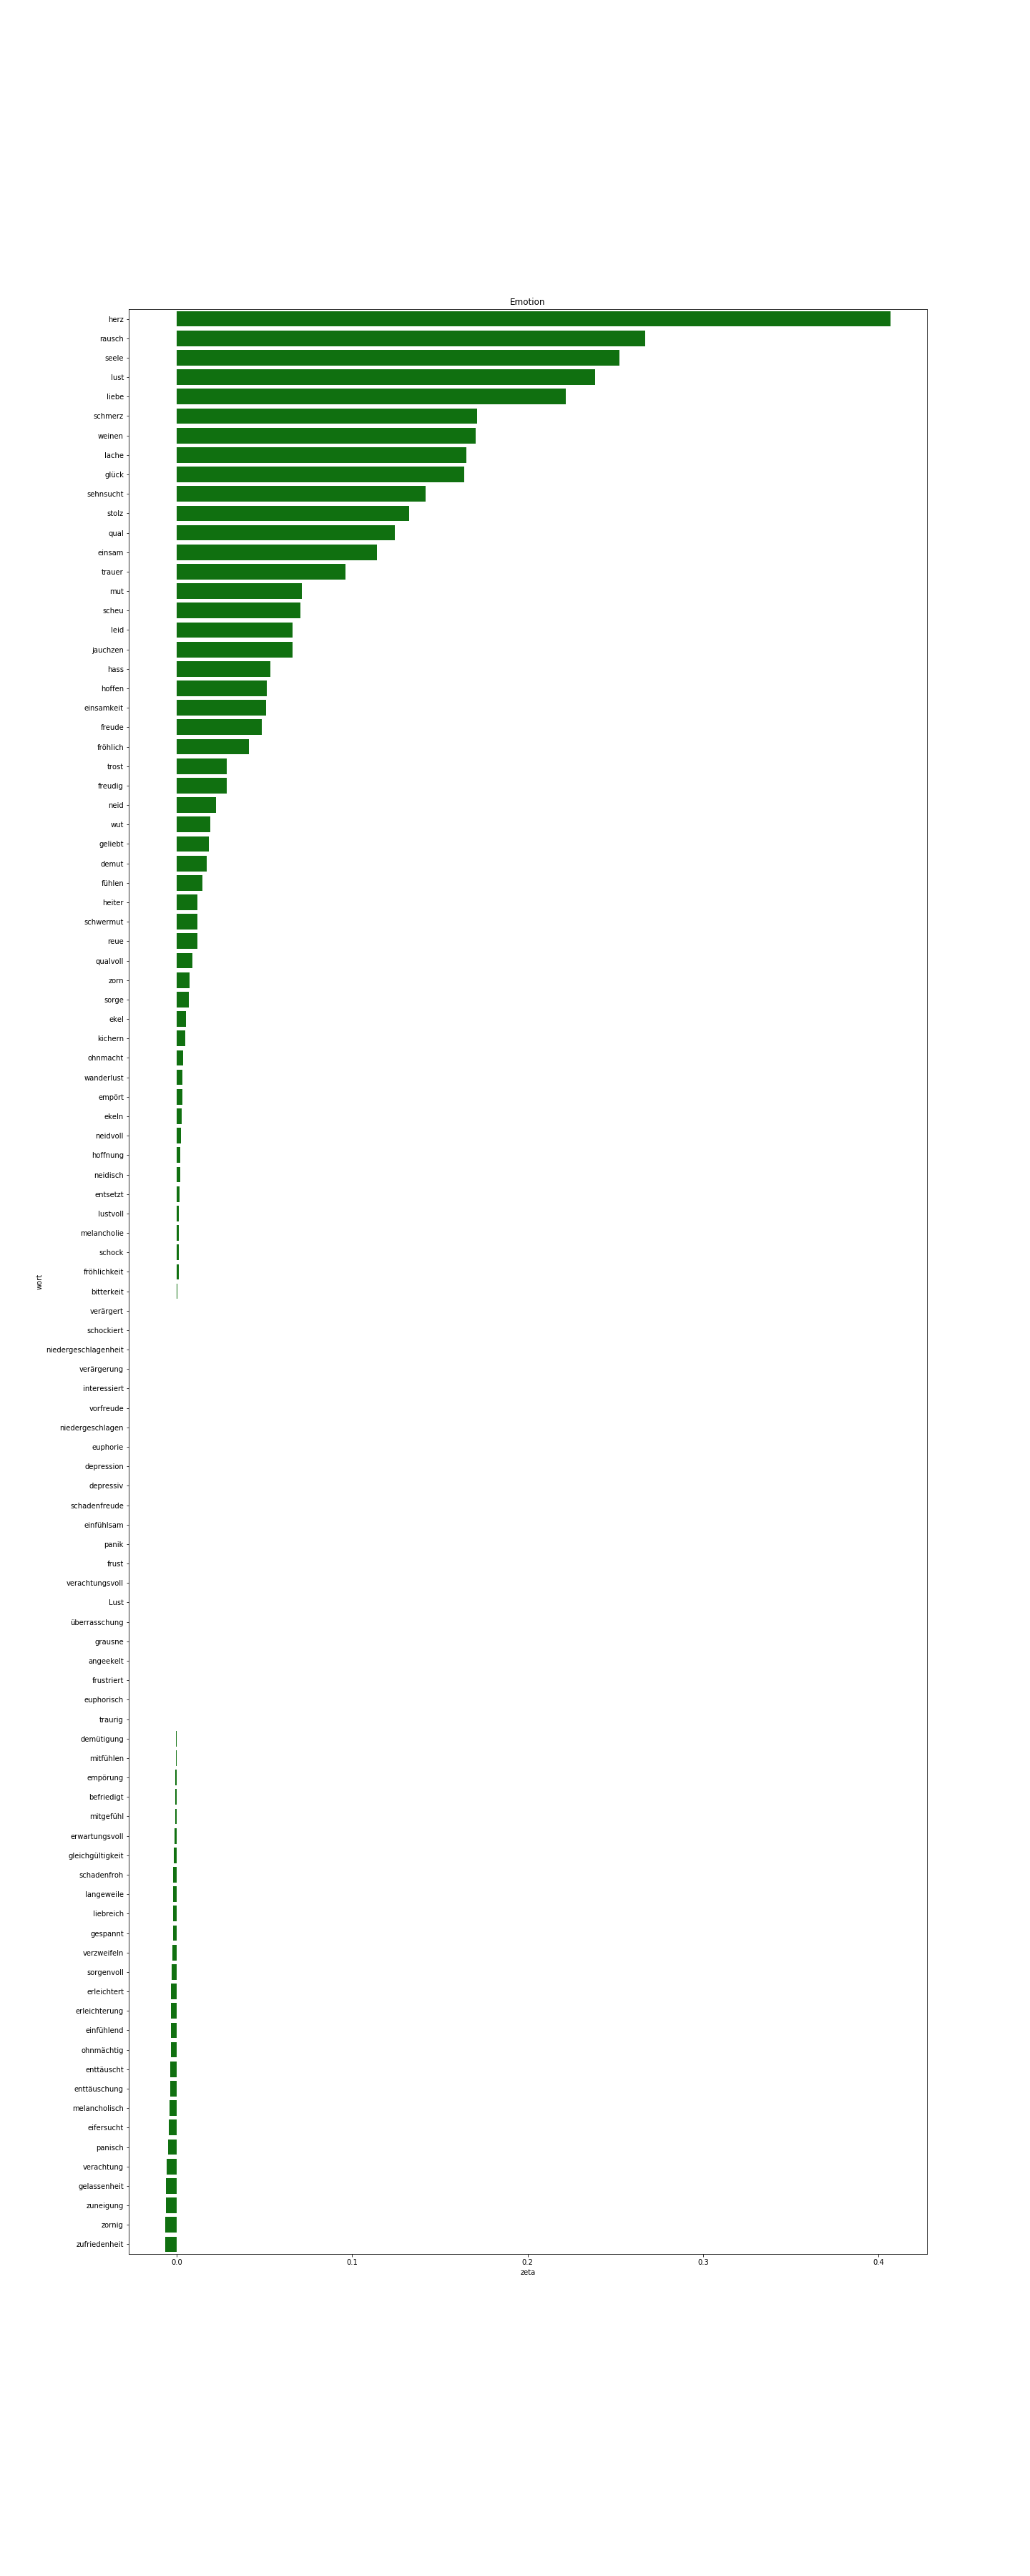 Emotion
herz
rausch
seele
lust
liebe
schmerz
weinen
lache
glück
sehnsucht
stolz
qual
einsam
trauer
mut
scheu
leid
jauchzen
hass
hoffen
einsamkeit
freude
fröhlich
trost
freudig
neid
wut
geliebt
demut
fühlen
heiter
schwermut
reue
qualvoll
zorn
sorge
ekel
kichern
ohnmacht
wanderlust
empört
ekeln
neidvoll
hoffnung
neidisch
entsetzt
lustvoll
melancholie
schock
fröhlichkeit
bitterkeit
verärgert
schockiert
niedergeschlagenheit
verärgerung
interessiert
vorfreude
niedergeschlagen
euphorie
depression
depressiv
schadenfreude
einfühlsam
panik
frust
verachtungsvoll
Lust
überrasschung
grausne
angeekelt
frustriert
euphorisch
traurig
demütigung
mitfühlen
empörung
befriedigt
mitgefühl
erwartungsvoll
gleichgültigkeit
schadenfroh
langeweile
liebreich
gespannt
verzweifeln
sorgenvoll
erleichtert
erleichterung
einfühlend
ohnmächtig
enttäuscht
enttäuschung
melancholisch
eifersucht
panisch
verachtung
gelassenheit
zuneigung
zornig
zufriedenheit
wort
0.0 0.1 0.2 0.3 0.4
zeta